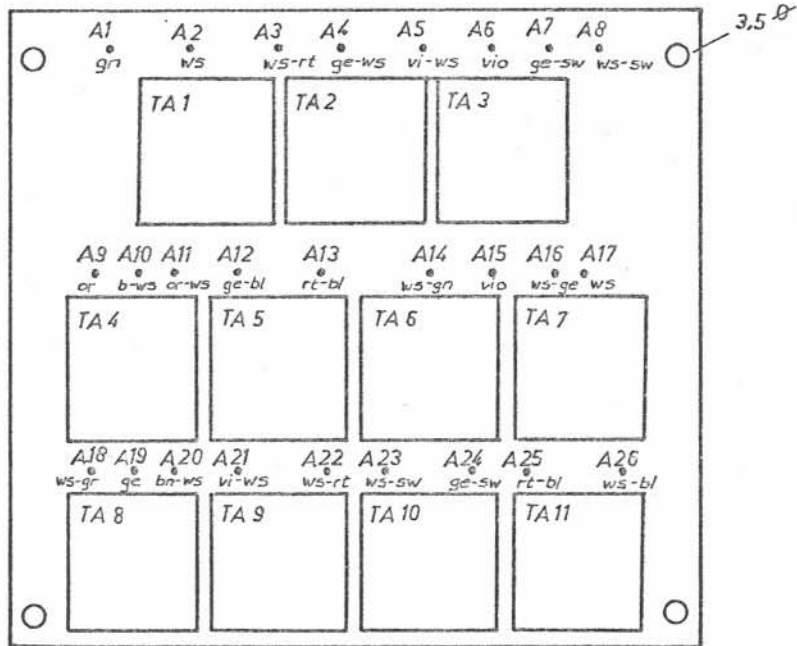 A1 A2 A3 A4 A5 A6 A7 A8 3,5 ⌀
gn ws ws-rt ge-ws vi-ws vio ge-sw ws-sw
TA 1 TA 2 TA 3
A9 A10 A11 A12 A13 A14 A15 A16 A17
or b-ws or-ws ge-bl rt-bl ws-gn vio ws-ge ws
TA 4 TA 5 TA 6 TA 7
A18 A19 A20 A21 A22 A23 A24 A25 A26
ws-gr ge bn-ws vi-ws ws-rt ws-sw ge-sw rt-bl ws-bl
TA 8 TA 9 TA 10 TA 11